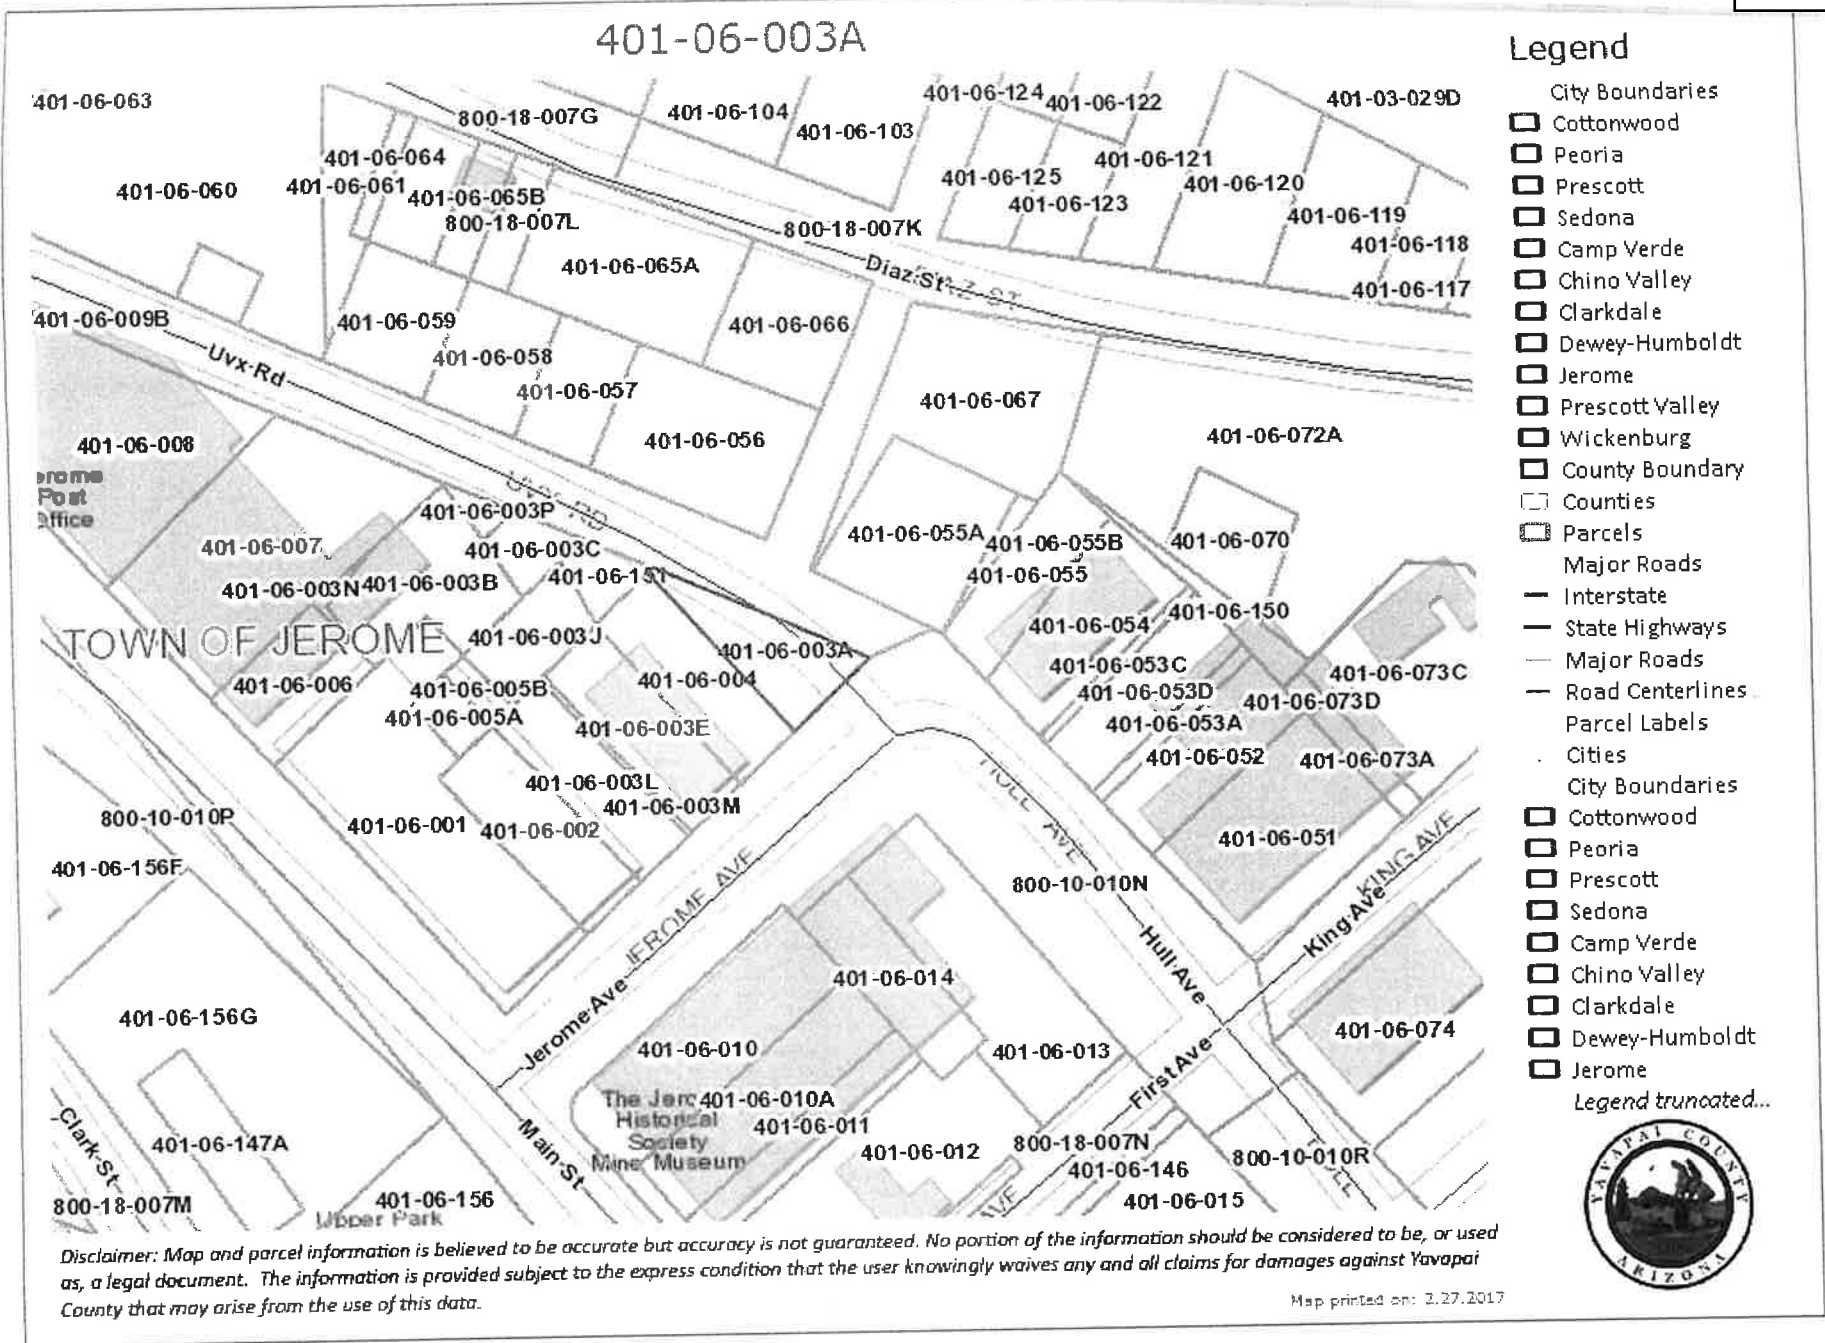 401-06-003A
401-06-063
800-18-007G
401-06-104
401-06-103
401-06-124
401-06-122
401-03-029D
401-06-064
401-06-061
401-06-060
401-06-065B
800-18-007L
401-06-125
401-06-121
401-06-123
401-06-120
401-06-119
401-06-118
401-06-117
800-18-007K
401-06-065A
Diaz St
401-06-009B
401-06-059
401-06-066
401-06-058
401-06-057
Uvx Rd
401-06-067
401-06-056
401-06-072A
401-06-008
erome
Post
Office
UVX RD
401-06-003P
401-06-003C
401-06-007
401-06-003N
401-06-003B
401-06-151
401-06-055A
401-06-055B
401-06-055
401-06-070
401-06-150
401-06-054
TOWN OF JEROME
401-06-003J
401-06-003A
401-06-004
401-06-006
401-06-005B
401-06-005A
401-06-003E
401-06-053C
401-06-053D
401-06-053A
401-06-073C
401-06-073D
401-06-052
401-06-073A
401-06-003L
401-06-003M
800-10-010P
401-06-001
401-06-002
401-06-051
401-06-156F
HULL AVE
JEROME AVE
800-10-010N
KING AVE
King Ave
Hull Ave
401-06-014
Jerome Ave
401-06-156G
401-06-010
401-06-013
401-06-074
First Ave
The Jerc
401-06-010A
Historical
Society
Mine Museum
401-06-011
401-06-012
800-18-007N
401-06-146
401-06-015
800-10-010R
Clark St
401-06-147A
Main St
800-18-007M
401-06-156
Upper Park
AVE
Legend
City Boundaries
Cottonwood
Peoria
Prescott
Sedona
Camp Verde
Chino Valley
Clarkdale
Dewey-Humboldt
Jerome
Prescott Valley
Wickenburg
County Boundary
Counties
Parcels
Major Roads
Interstate
State Highways
Major Roads
Road Centerlines
Parcel Labels
Cities
City Boundaries
Cottonwood
Peoria
Prescott
Sedona
Camp Verde
Chino Valley
Clarkdale
Dewey-Humboldt
Jerome
Legend truncated...
YAVAPAI COUNTY
ARIZONA
Disclaimer: Map and parcel information is believed to be accurate but accuracy is not guaranteed. No portion of the information should be considered to be, or used
as, a legal document. The information is provided subject to the express condition that the user knowingly waives any and all claims for damages against Yavapai
County that may arise from the use of this data.
Map printed on: 2.27.2017